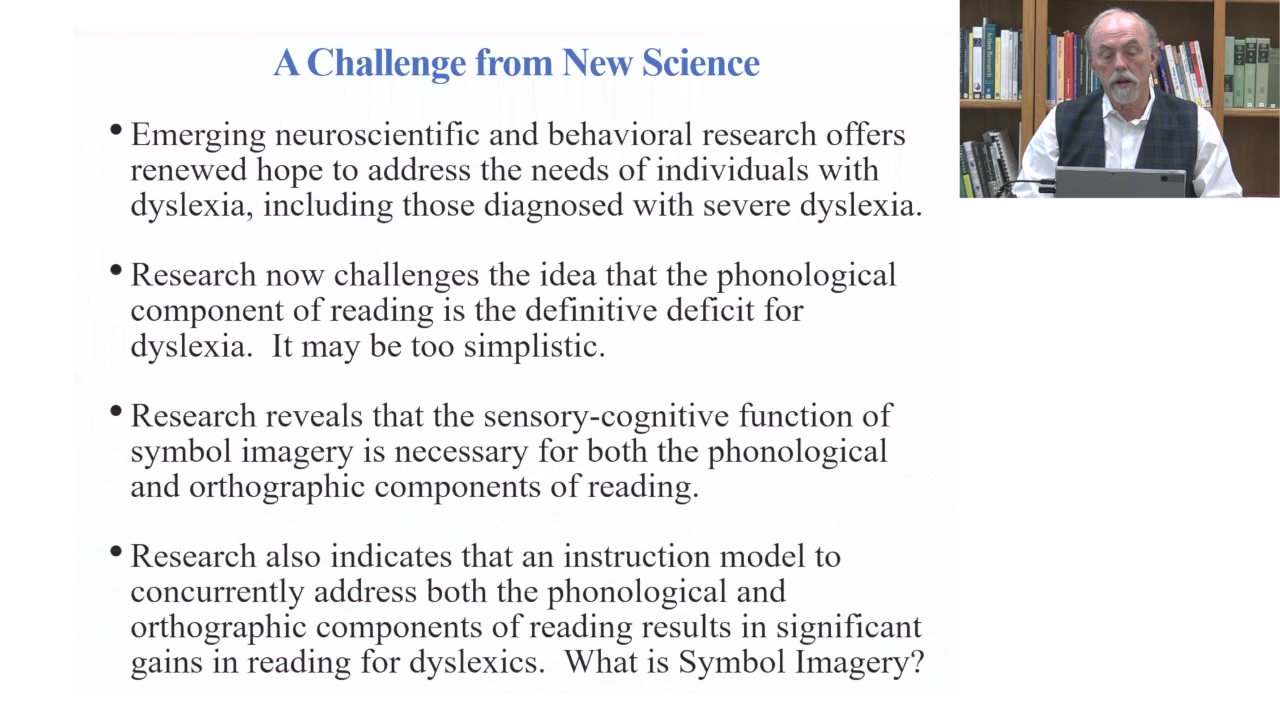 A Challenge from New Science
• Emerging neuroscientific and behavioral research offers
renewed hope to address the needs of individuals with
dyslexia, including those diagnosed with severe dyslexia.
• Research now challenges the idea that the phonological
component of reading is the definitive deficit for
dyslexia. It may be too simplistic.
• Research reveals that the sensory-cognitive function of
symbol imagery is necessary for both the phonological
and orthographic components of reading.
• Research also indicates that an instruction model to
concurrently address both the phonological and
orthographic components of reading results in significant
gains in reading for dyslexics. What is Symbol Imagery?
Action Research